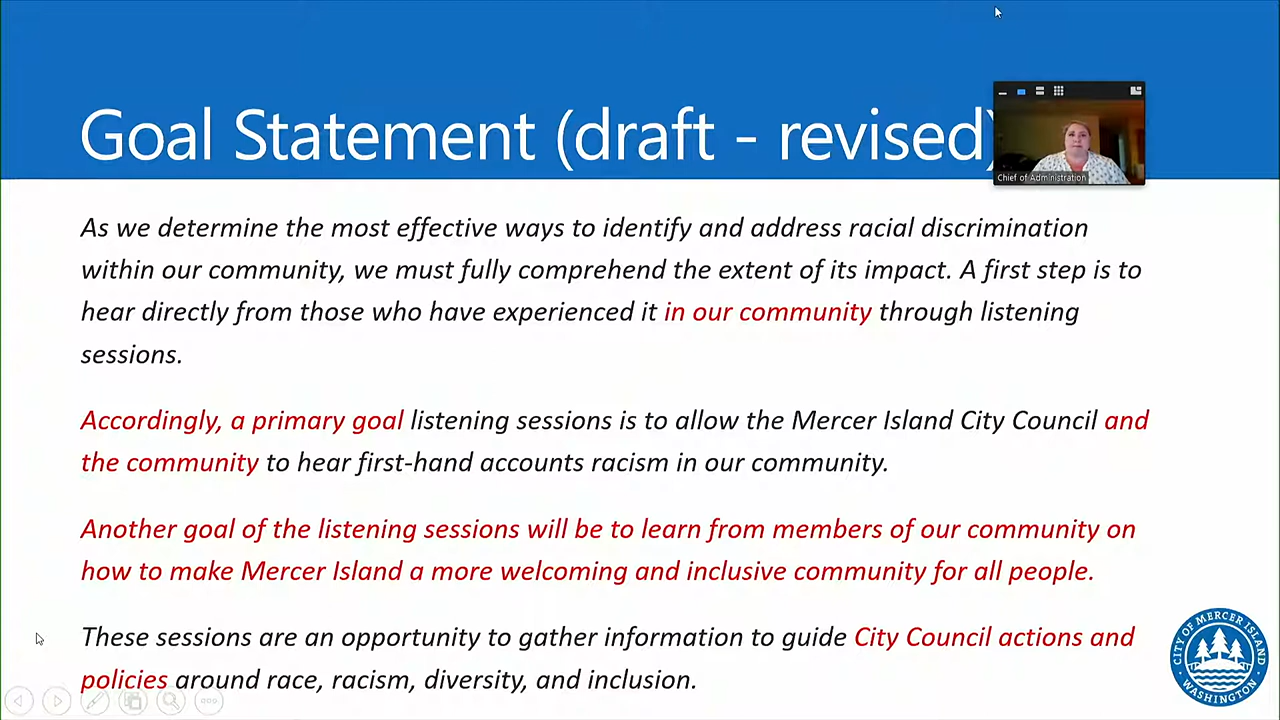 Goal Statement (draft - revised)
Chief of Administration
As we determine the most effective ways to identify and address racial discrimination
within our community, we must fully comprehend the extent of its impact. A first step is to
hear directly from those who have experienced it in our community through listening
sessions.
Accordingly, a primary goal listening sessions is to allow the Mercer Island City Council and
the community to hear first-hand accounts racism in our community.
Another goal of the listening sessions will be to learn from members of our community on
how to make Mercer Island a more welcoming and inclusive community for all people.
These sessions are an opportunity to gather information to guide City Council actions and
policies around race, racism, diversity, and inclusion.
CITY OF MERCER ISLAND
WASHINGTON